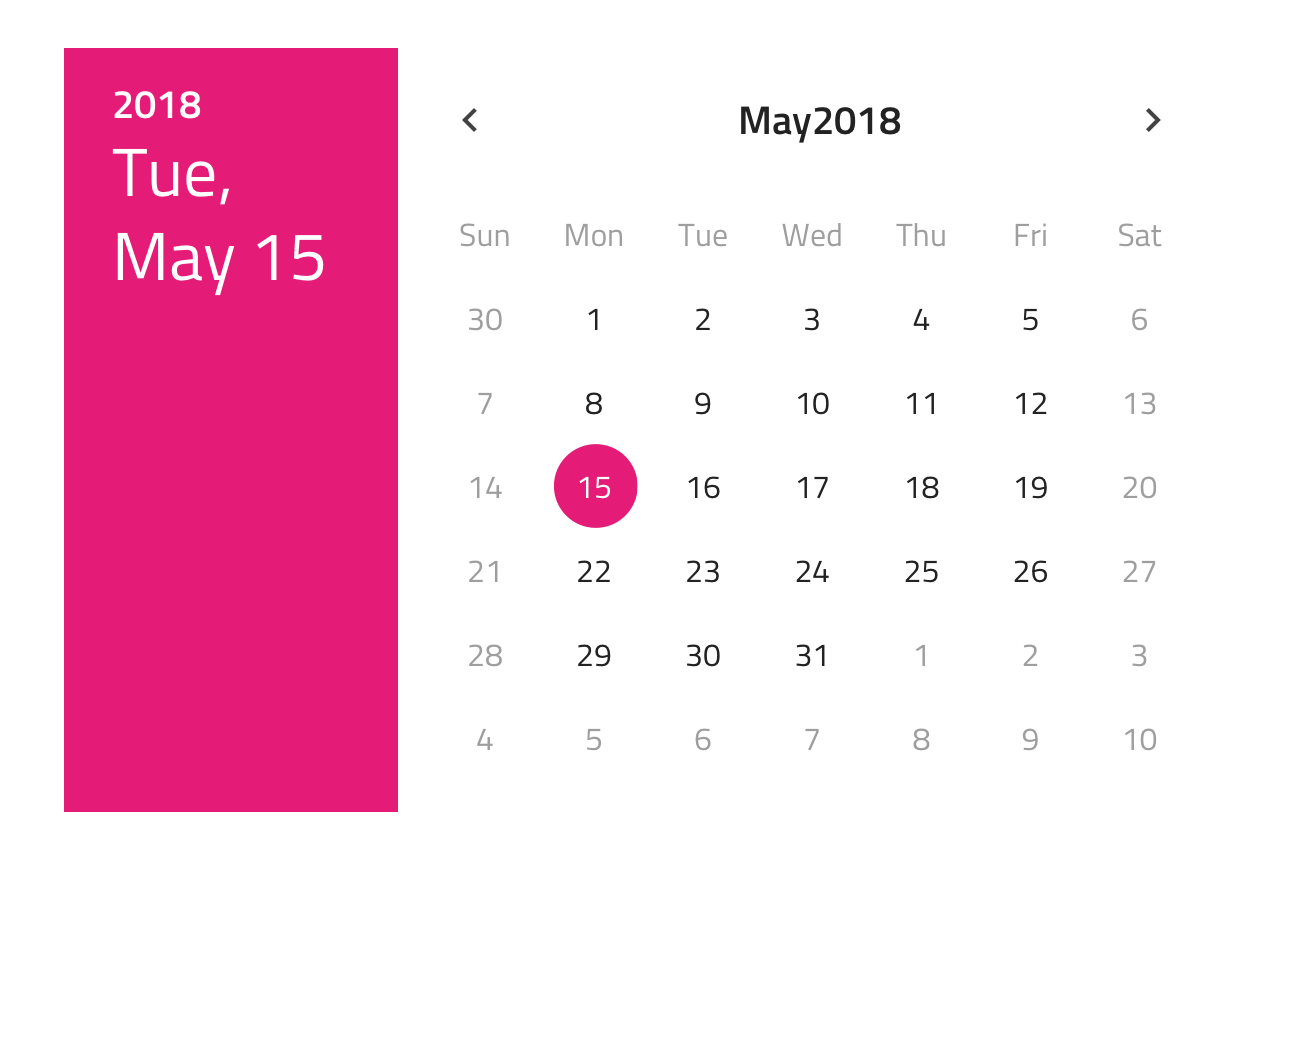 2018
Tue,
May 15
May2018
Sun Mon Tue Wed Thu Fri Sat
30 1 2 3 4 5 6
7 8 9 10 11 12 13
14 15 16 17 18 19 20
21 22 23 24 25 26 27
28 29 30 31 1 2 3
4 5 6 7 8 9 10